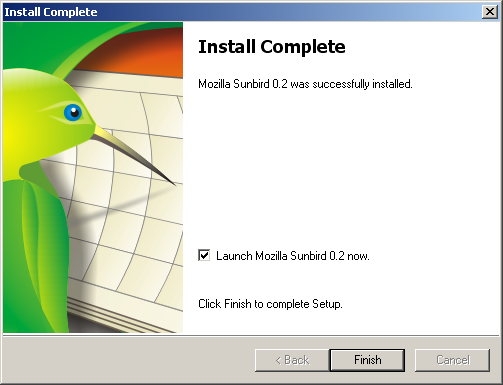 Install Complete
Install Complete
Mozilla Sunbird 0.2 was successfully installed.
Launch Mozilla Sunbird 0.2 now.
Click Finish to complete Setup.
< Back
Finish
Cancel